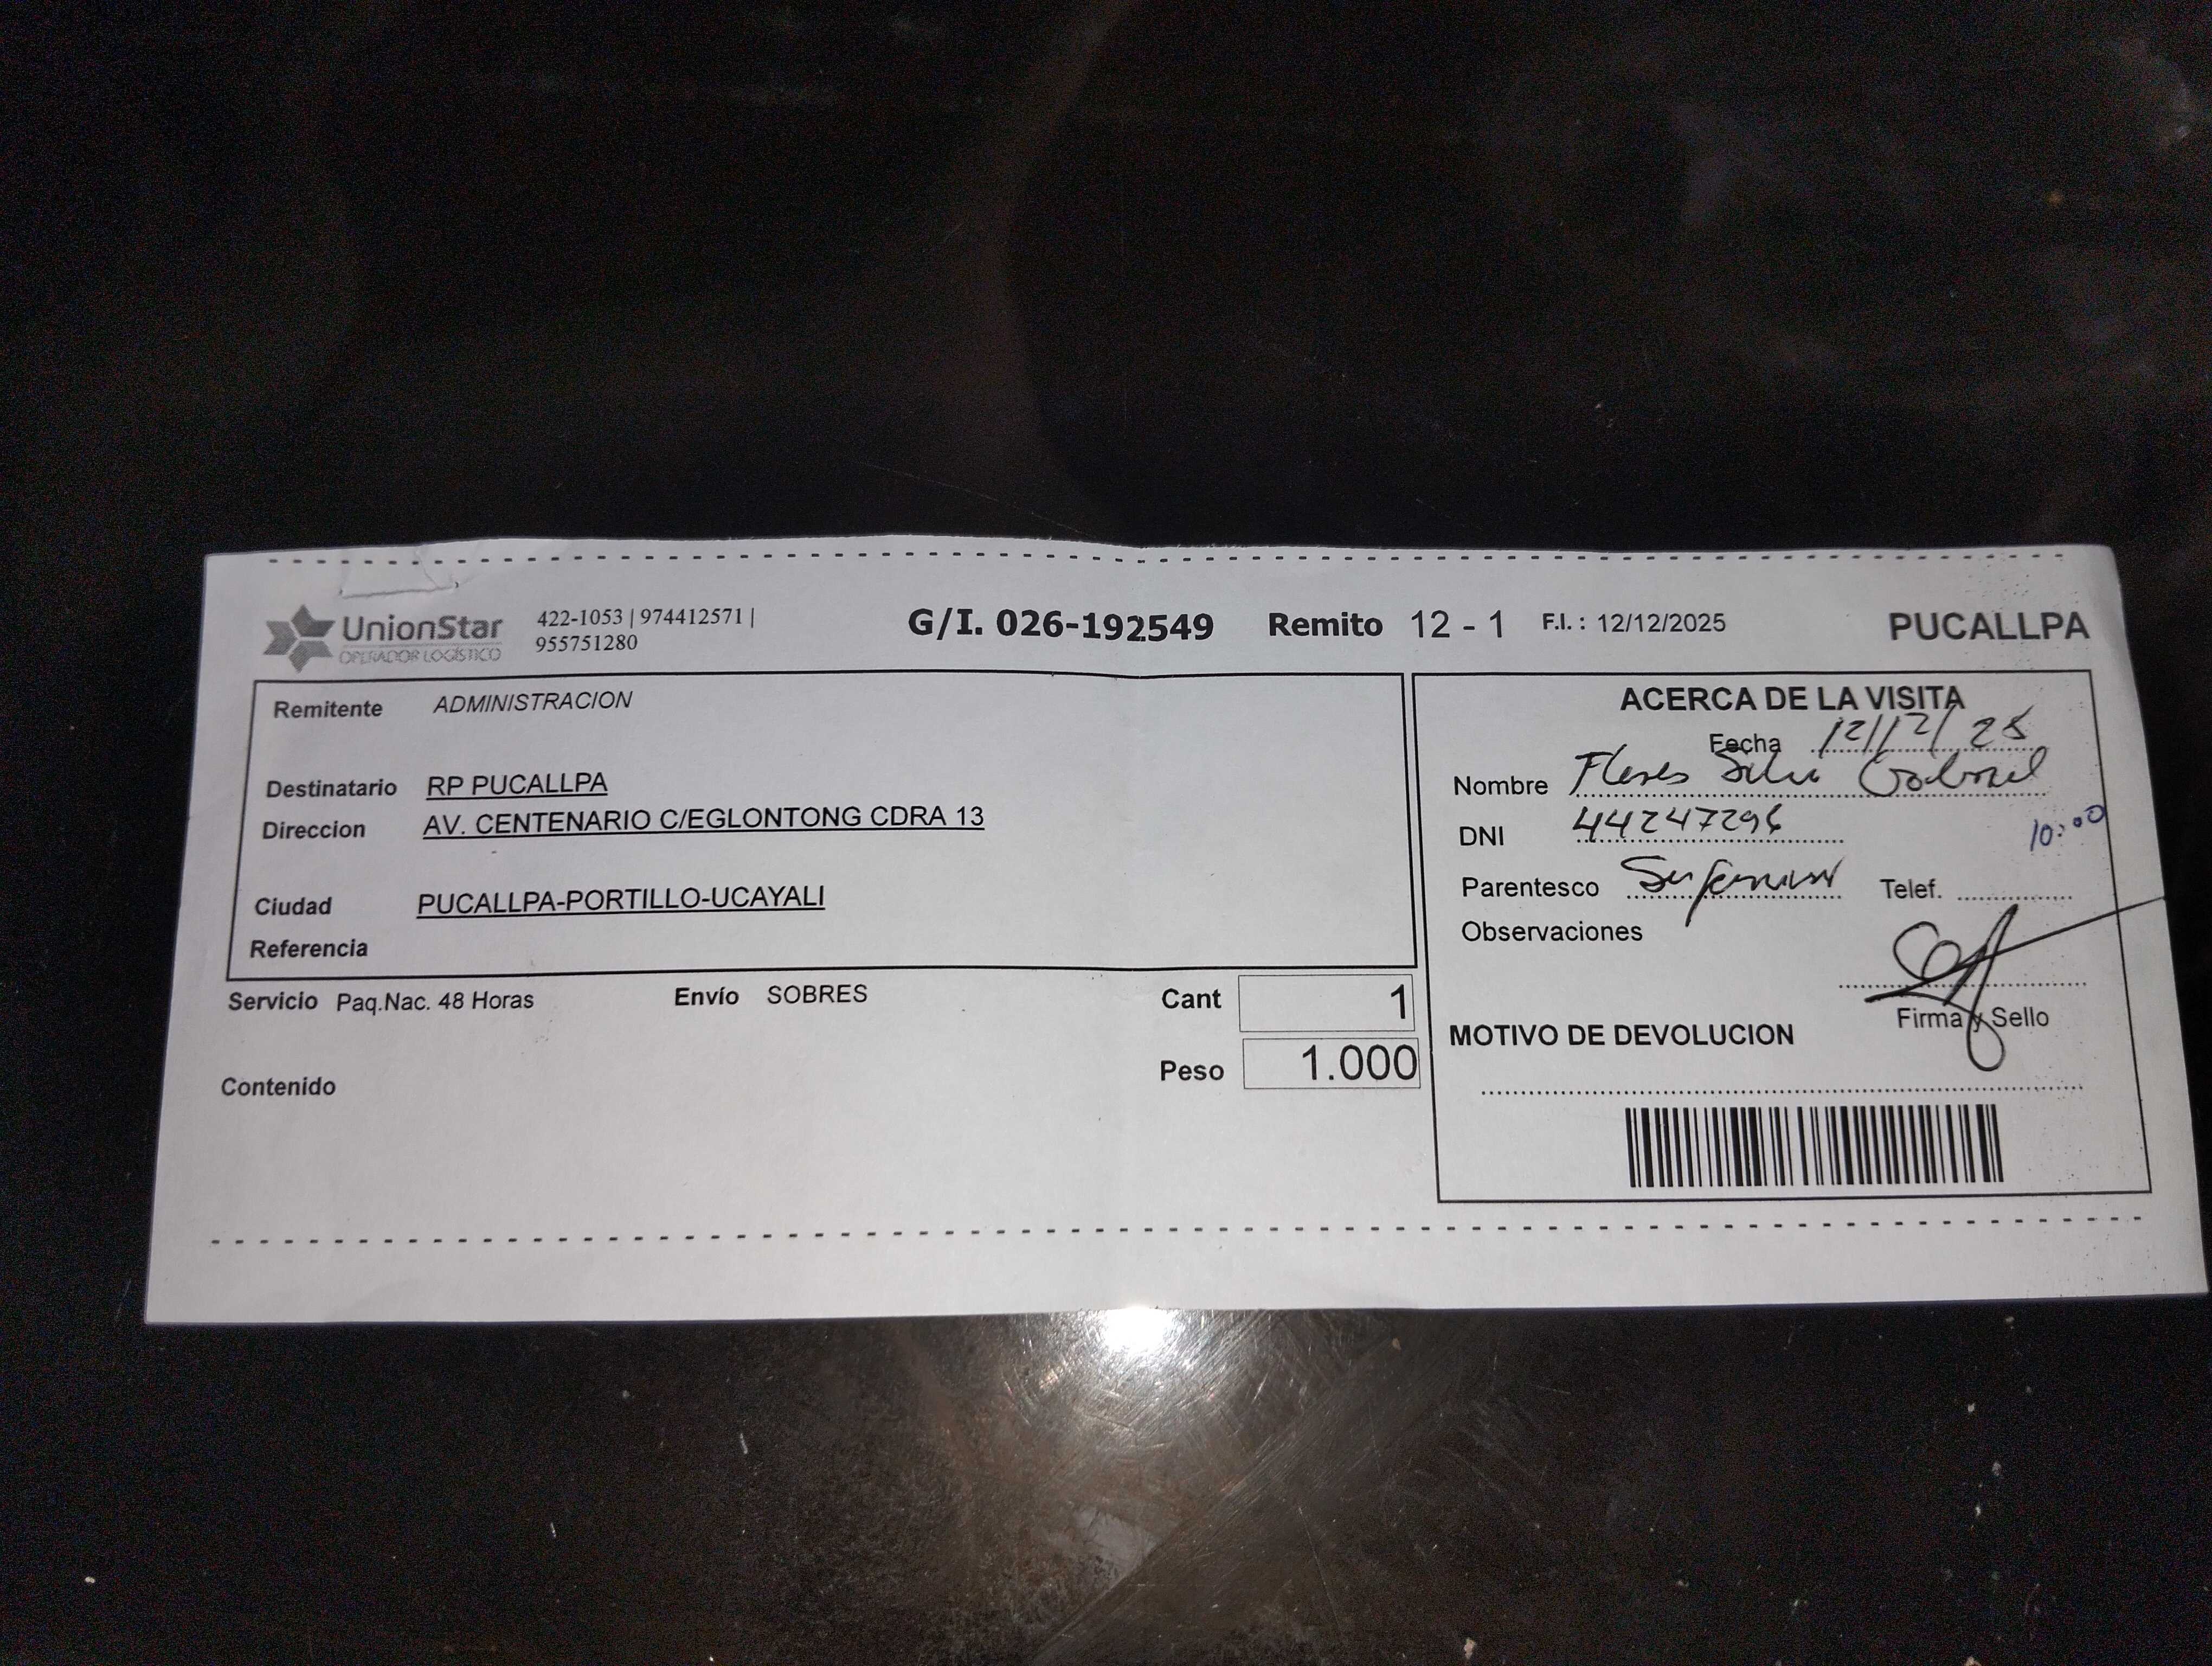 UnionStar
OPERADOR LOGÍSTICO
422-1053 | 974412571 |
955751280
G/I. 026-192549 Remito 12 - 1 F.I. : 12/12/2025 PUCALLPA
Remitente ADMINISTRACION
Destinatario RP PUCALLPA
Direccion AV. CENTENARIO C/EGLONTONG CDRA 13
Ciudad PUCALLPA-PORTILLO-UCAYALI
Referencia
Servicio Paq.Nac. 48 Horas Envío SOBRES Cant 1
Peso 1.000
Contenido
ACERCA DE LA VISITA
Fecha 12/12/25
Nombre Flores Silva Gabriel
DNI 44247296 10:00
Parentesco Telef.
Observaciones
Firma y Sello
MOTIVO DE DEVOLUCION